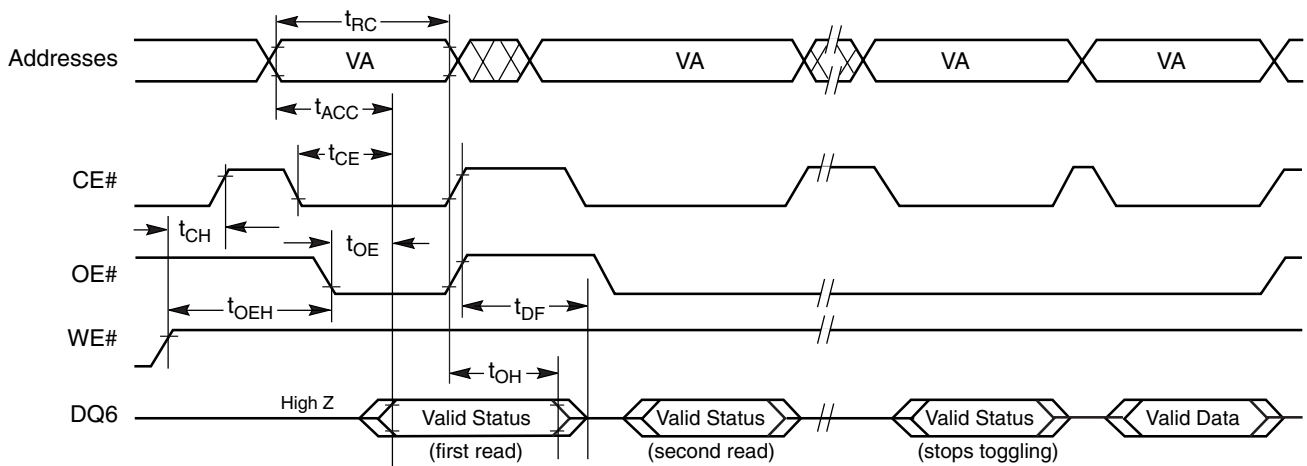 tRC
Addresses VA VA VA VA
tACC
tCE
CE#
tCH tOE
OE#
tOEH tDF
WE#
tOH
DQ6 High Z Valid Status Valid Status Valid Status Valid Data
(first read) (second read) (stops toggling)